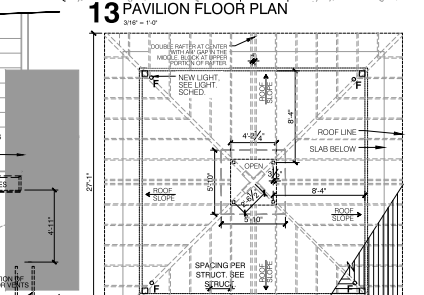 13 PAVILION FLOOR PLAN
3/16" = 1'-0"
DOUBLE RAFTER AT CENTER
WITH A 4" GAP IN THE
MIDDLE. BLOCK AT UPPER
PORTION OF RAFTER.
NEW LIGHT.
SEE LIGHT.
SCHED.
F
F
ROOF
SLOPE
8'-4"
ROOF LINE
SLAB BELOW
OPEN
27'-1"
5'-10"
ROOF
SLOPE
8'-4"
ROOF
SLOPE
5'-10"
4'-11"
SPACING PER
STRUCT. SEE
STRUCT.
ROOF
SLOPE
N
F
F